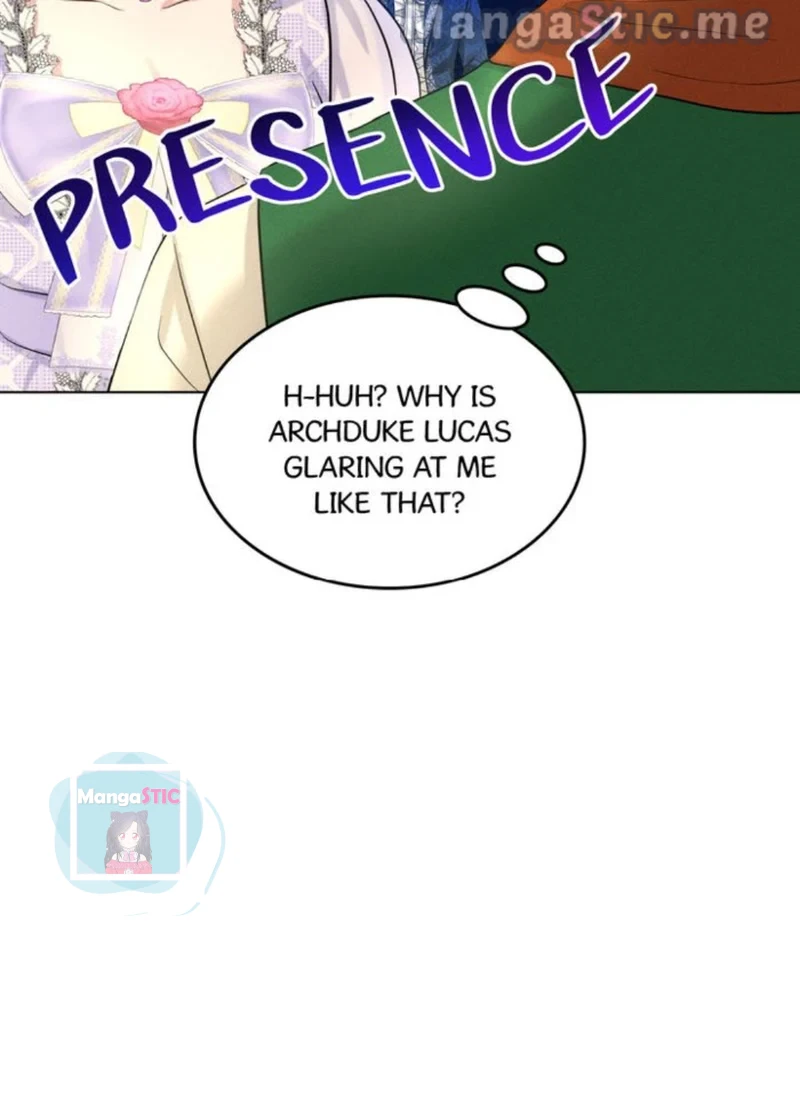 MangaStic.me
PRESENCE
H-HUH? WHY IS
ARCHDUKE LUCAS
GLARING AT ME
LIKE THAT?
MangaSTIC